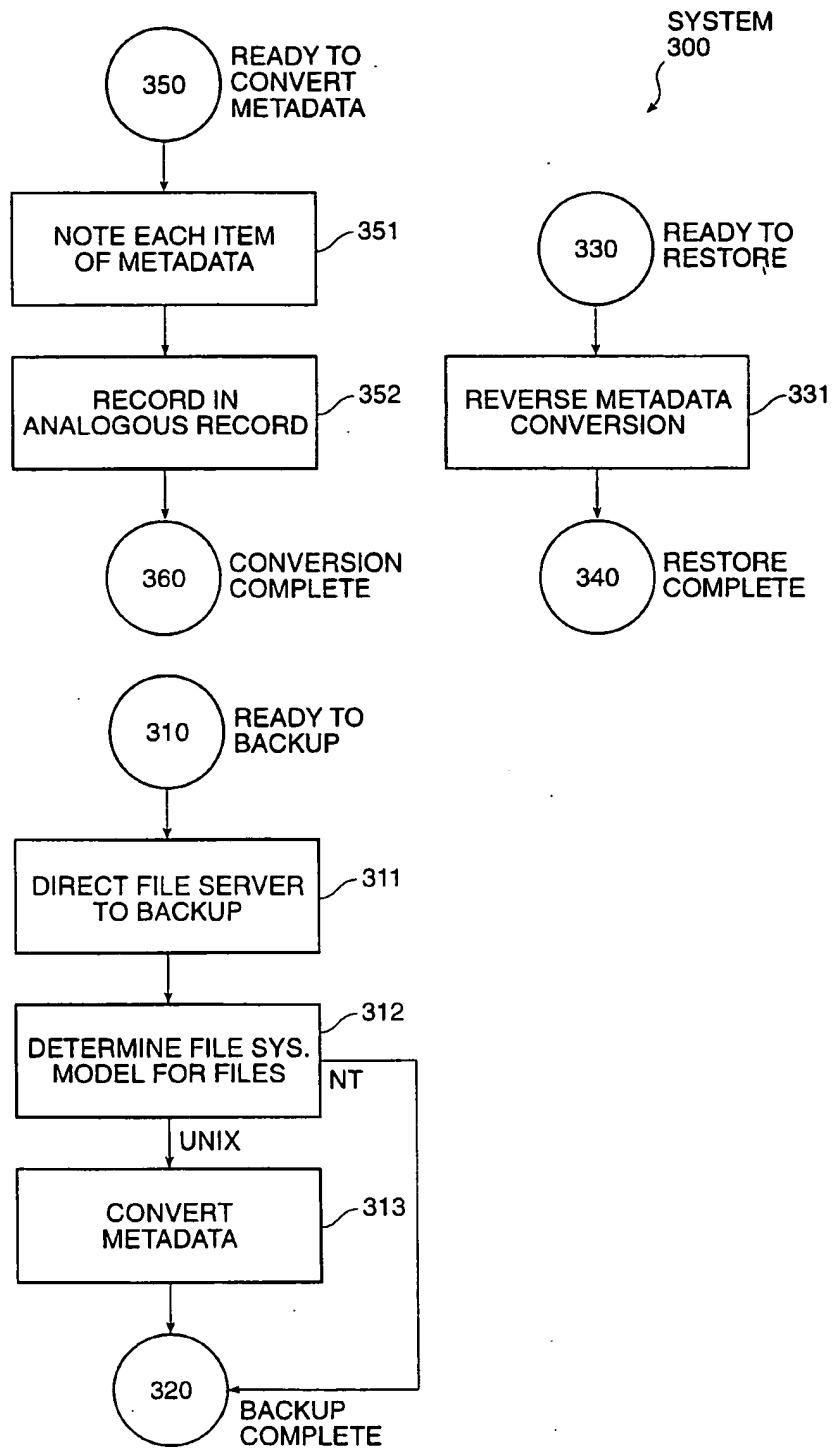 SYSTEM
300
350
READY TO
CONVERT
METADATA
NOTE EACH ITEM
OF METADATA
351
RECORD IN
ANALOGOUS RECORD
352
360
CONVERSION
COMPLETE
330
READY TO
RESTORE
REVERSE METADATA
CONVERSION
331
340
RESTORE
COMPLETE
310
READY TO
BACKUP
DIRECT FILE SERVER
TO BACKUP
311
DETERMINE FILE SYS.
MODEL FOR FILES
312
NT
UNIX
CONVERT
METADATA
313
320
BACKUP
COMPLETE